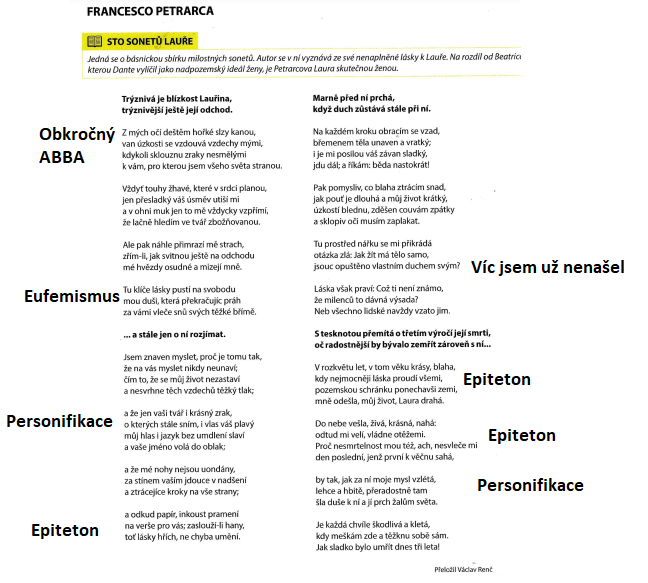 FRANCESCO PETRARCA
STO SONETŮ LAUŘE
Jedná se o básnickou sbírku milostných sonetů. Autor se v ní vyznává ze své nenaplněné lásky k Lauře. Na rozdíl od Beatric
kterou Dante vylíčil jako nadpozemský ideál ženy, je Petrarcova Laura skutečnou ženou.
Trýznivá je blízkost Lauřina,
trýznivější ještě její odchod.
Obkročný
ABBA
Z mých očí deštěm hořké slzy kanou,
van úzkosti se vzdouvá vzdechy mými,
kdykoli sklouznu zraky nesmělými
k vám, pro kterou jsem všeho světa stranou.
Vždyť touhy žhavé, které v srdci planou,
jen přesladký váš úsměv utiší mi
a v ohni muk jen to mě vždycky vzpřímí,
že lačně hledím ve tvář zbožňovanou.
Ale pak náhle přimrazí mě strach,
zřím-li, jak svitnou ještě na odchodu
mé hvězdy osudné a mizejí mně.
Eufemismus
Tu klíče lásky pustí na svobodu
mou duši, která překračujíc práh
za vámi vleče snů svých těžké břímě.
... a stále jen o ní rozjímat.
Jsem znaven myslet, proč je tomu tak,
že na vás myslet nikdy neunaví;
čím to, že se můj život nezastaví
a nesvrhne těch vzdechů těžký tlak;
Personifikace
a že jen vaši tvář i krásný zrak,
o kterých stále sním, i vlas váš plavý
můj hlas i jazyk bez umdlení slaví
a vaše jméno volá do oblak;
a že mé nohy nejsou uondány,
za stínem vaším jdouce v nadšení
a ztrácejíce kroky na vše strany;
Epiteton
a odkud papír, inkoust pramení
na verše pro vás; zaslouží-li hany,
toť lásky hřích, ne chyba umění.
Marně před ní prchá,
když duch zůstává stále při ní.
Na každém kroku obracím se vzad,
břemenem těla unaven a vratký;
i je mi posilou váš závan sladký,
jdu dál; a říkám: běda nastokrát!
Pak pomysliv, co blaha ztrácím snad,
jak pouť je dlouhá a můj život krátký,
úzkostí blednu, zděšen couvám zpátky
a sklopiv oči musím zaplakat.
Tu prostřed nářku se mi přikrádá
otázka zlá: Jak žít má tělo samo,
jsouc opuštěno vlastním duchem svým?
Víc jsem už nenašel
Láska však praví: Což ti není známo,
že milenců to dávná výsada?
Neb všechno lidské navždy vzato jim.
S tesknotou přemítá o třetím výročí její smrti,
oč radostnější by bývalo zemřít zároveň s ní...
V rozkvětu let, v tom věku krásy, blaha,
kdy nejmocněji láska proudí všemi,
pozemskou schránku ponechavši zemi,
mně odešla, můj život, Laura drahá.
Epiteton
Do nebe vešla, živá, krásná, nahá:
odtud mi velí, vládne otěžemi.
Proč nesmrtelnost mou též, ach, nesvleče mi
den poslední, jenž první k věčnu sahá,
Epiteton
by tak, jak za ní moje mysl vzlétá,
lehce a hbitě, přeradostně tam
šla duše k ní a jí prch žalům světa.
Personifikace
Je každá chvíle škodlivá a kletá,
kdy meškám zde a těžknu sobě sám.
Jak sladko bylo umřít dnes tři leta!
Přeložil Václav Renč